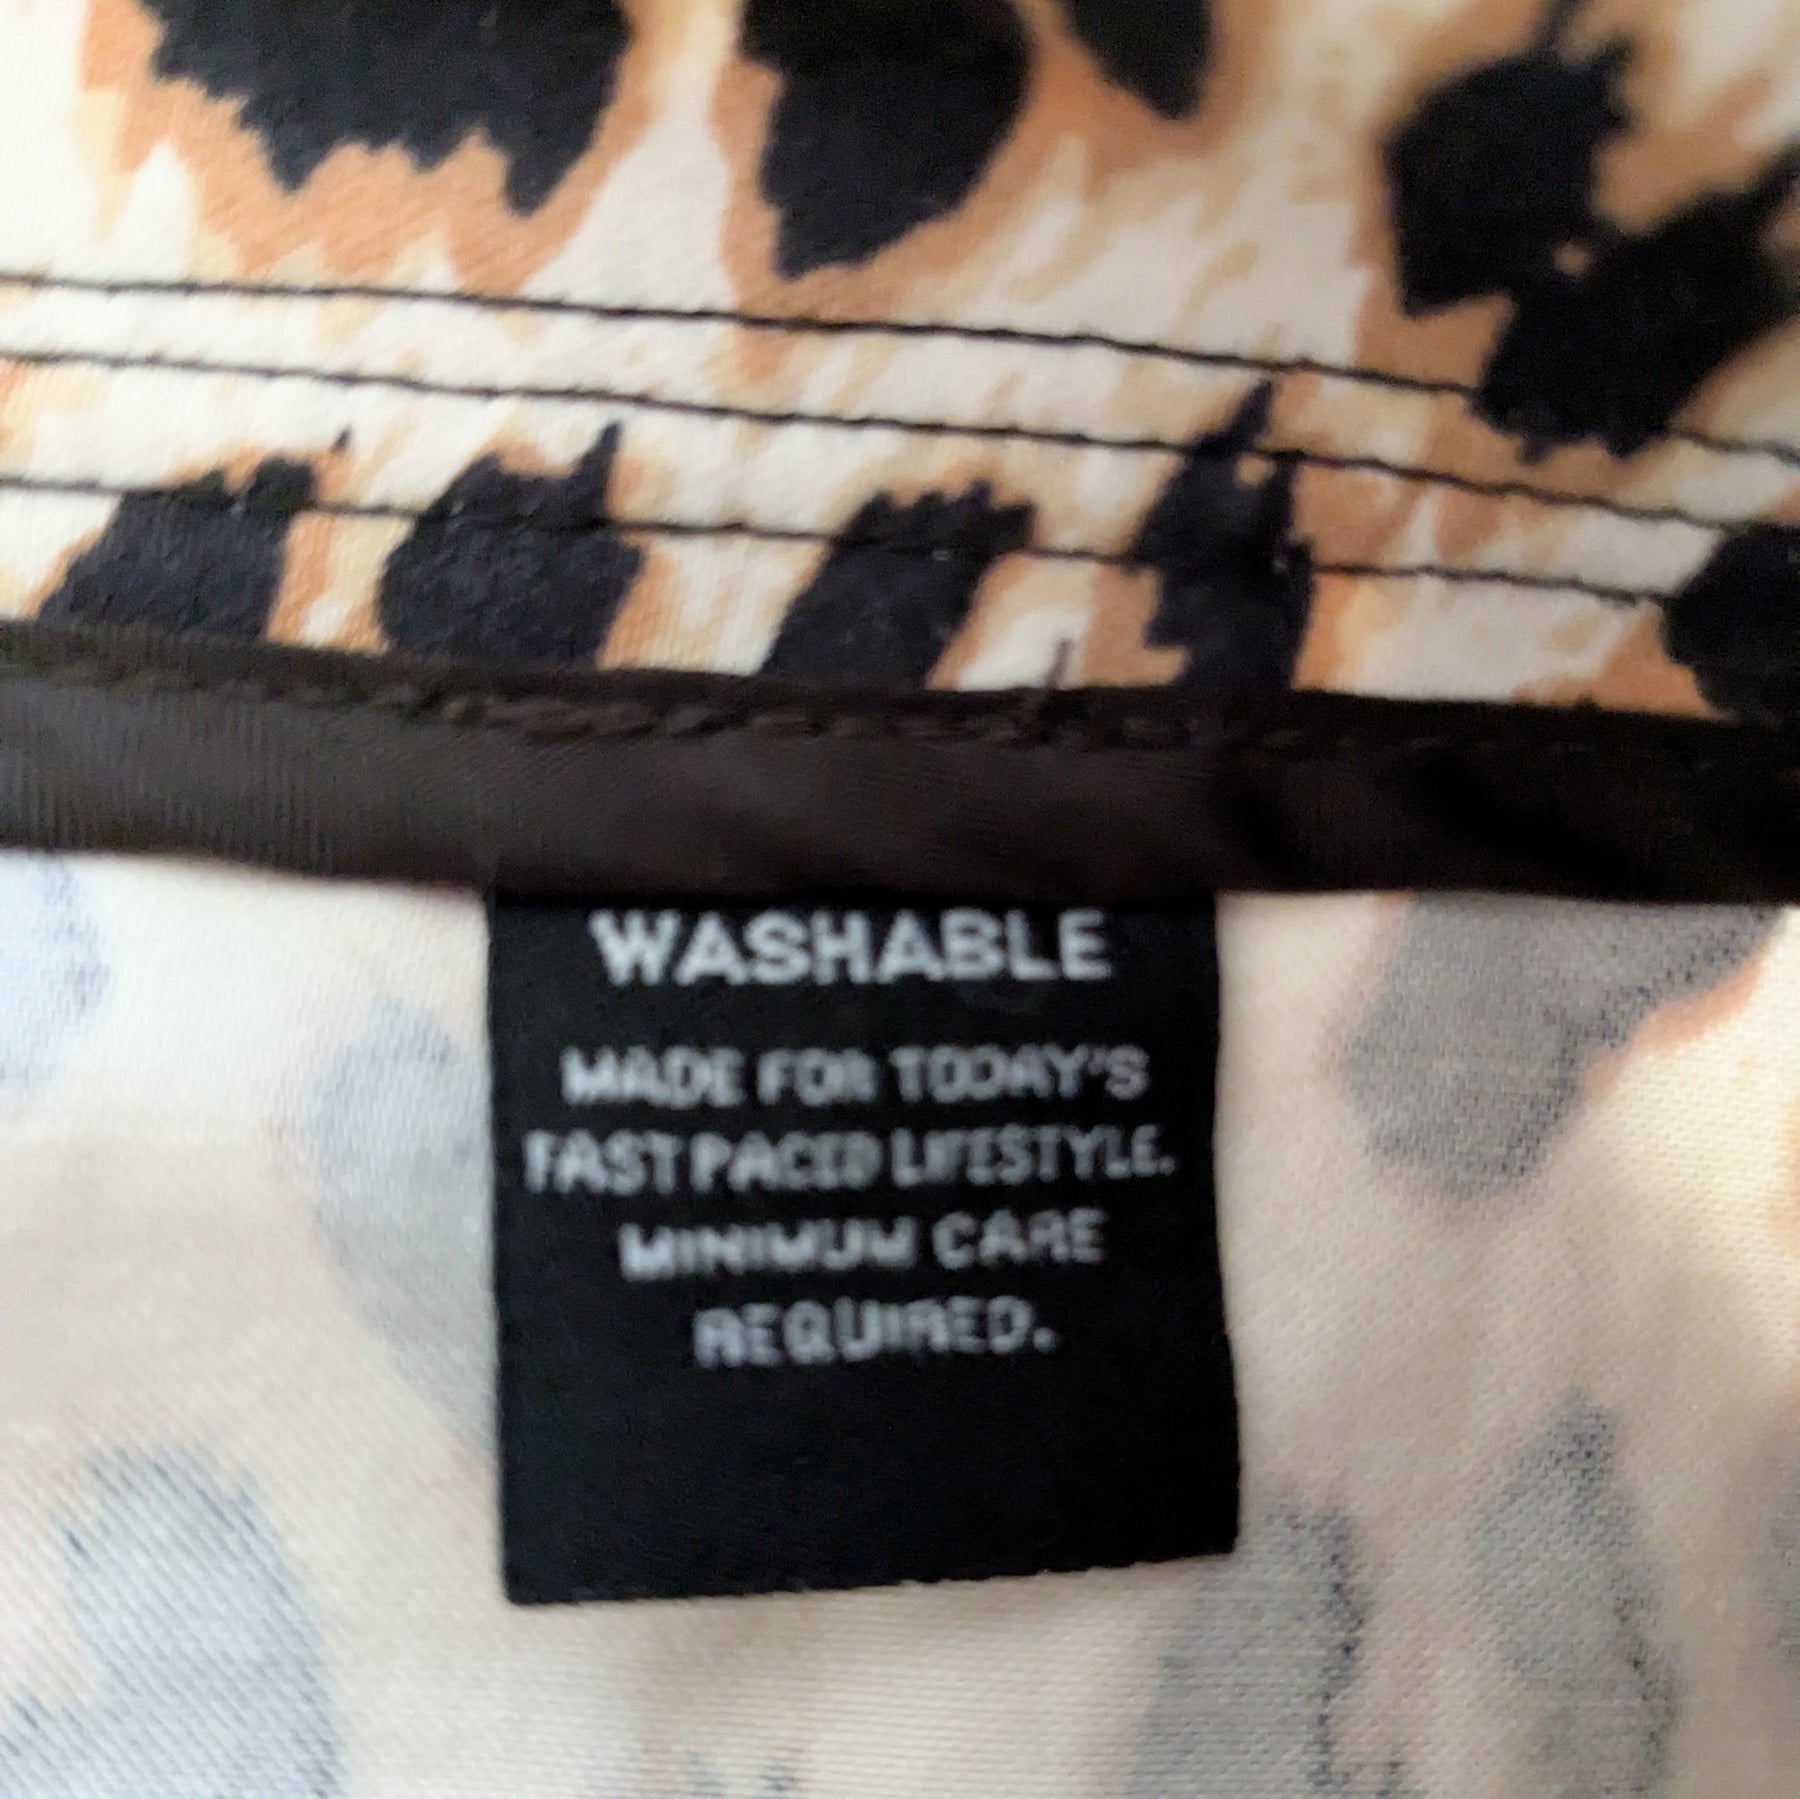 WASHABLE
MADE FOR TODAY'S
FAST PACED LIFESTYLE.
MINIMUM CARE
REQUIRED.